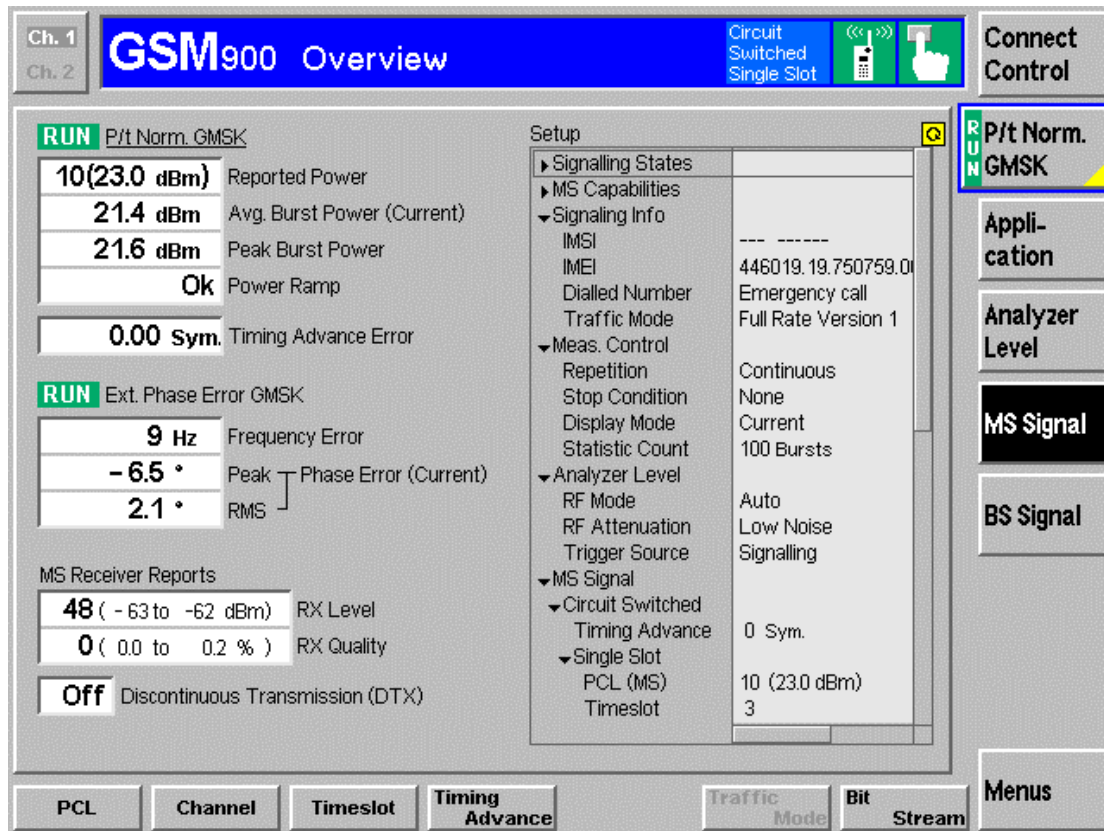 Ch. 1
Ch. 2
GSM900 Overview
Circuit
Switched
Single Slot
Connect
Control
RUN P/t Norm. GMSK
10(23.0 dBm) Reported Power
21.4 dBm Avg. Burst Power (Current)
21.6 dBm Peak Burst Power
Ok Power Ramp
0.00 Sym. Timing Advance Error
RUN Ext. Phase Error GMSK
9 Hz Frequency Error
- 6.5 ° Peak Phase Error (Current)
2.1 ° RMS
MS Receiver Reports
48 ( - 63 to -62 dBm) RX Level
0 ( 0.0 to 0.2 % ) RX Quality
Off Discontinuous Transmission (DTX)
Setup
Signalling States
MS Capabilities
Signaling Info
IMSI --- ------
IMEI 446019.19.750759.0
Dialled Number Emergency call
Traffic Mode Full Rate Version 1
Meas. Control
Repetition Continuous
Stop Condition None
Display Mode Current
Statistic Count 100 Bursts
Analyzer Level
RF Mode Auto
RF Attenuation Low Noise
Trigger Source Signalling
MS Signal
Circuit Switched
Timing Advance 0 Sym.
Single Slot
PCL (MS) 10 (23.0 dBm)
Timeslot 3
RUN
P/t Norm.
GMSK
Appli-
cation
Analyzer
Level
MS Signal
BS Signal
Menus
PCL
Channel
Timeslot
Timing
Advance
Traffic
Mode
Bit
Stream